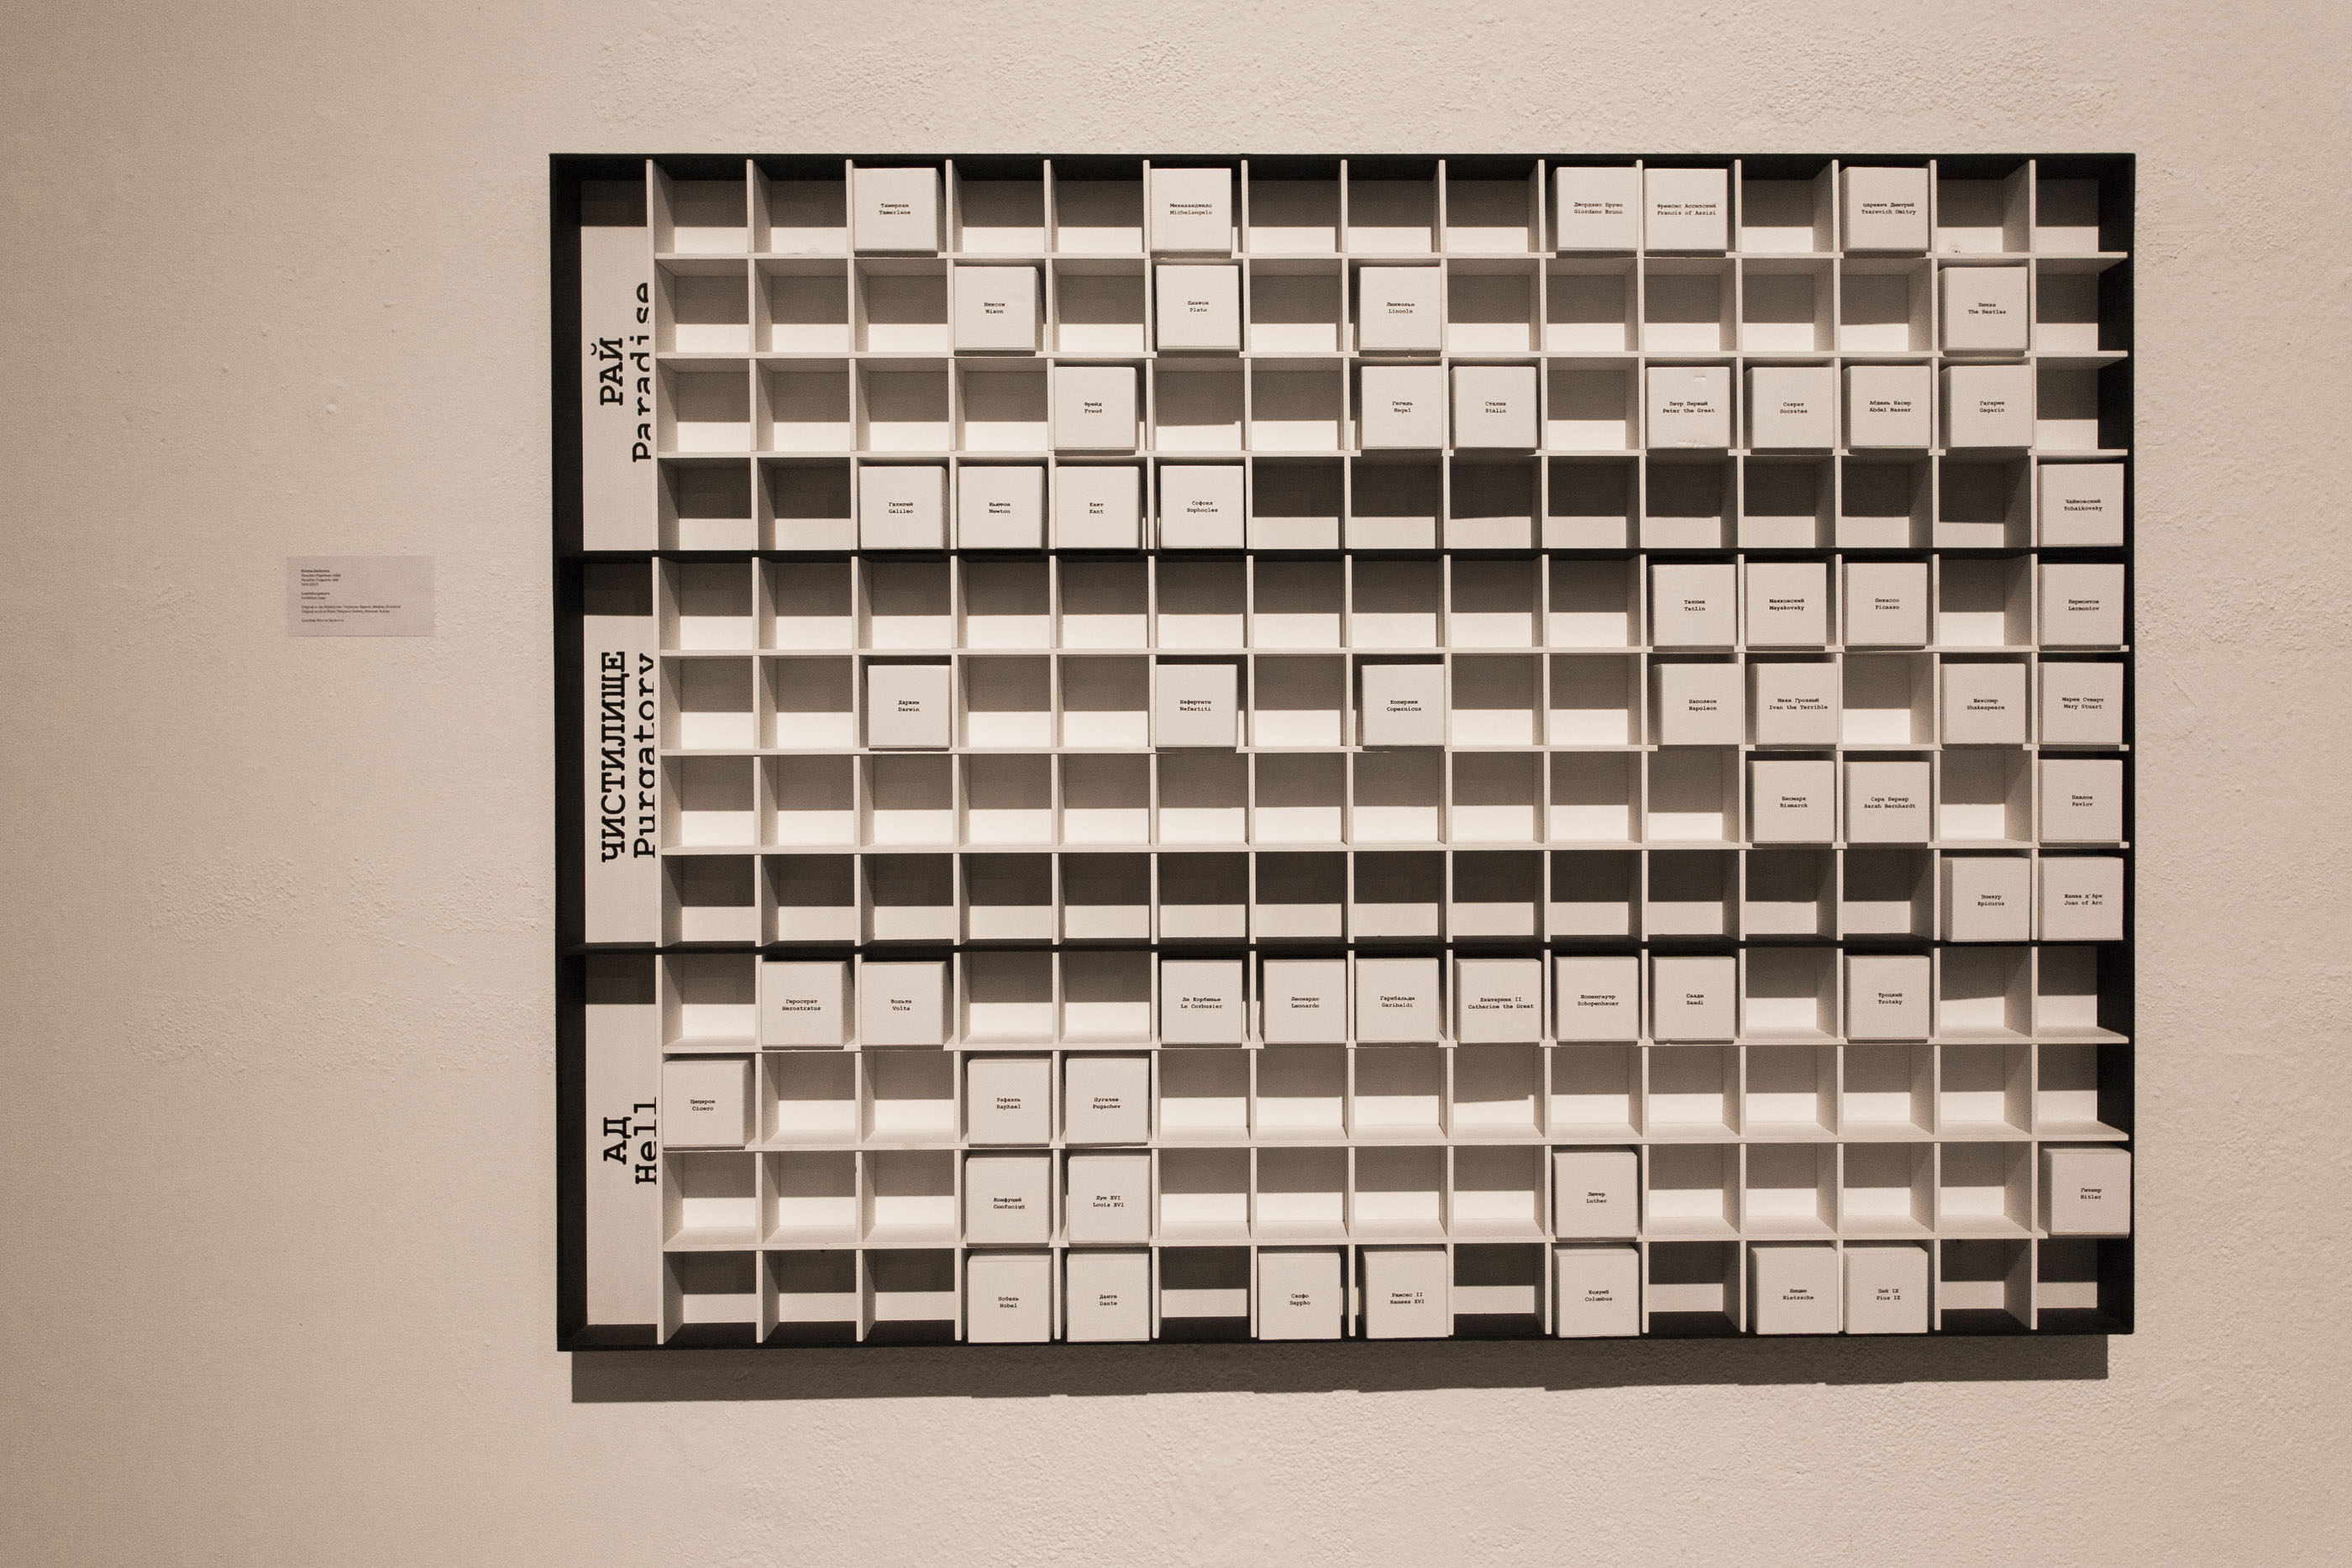 РАЙ
Paradise
Тамерлан
Tamerlane
Микеланджело
Michelangelo
Джордано Бруно
Giordano Bruno
Франсис Ассизский
Francis of Assisi
царевич Дмитрий
Tsarevich Dmitry
Никсон
Nixon
Платон
Plato
Линкольн
Lincoln
Битлз
The Beatles
Фрейд
Freud
Гегель
Hegel
Сталин
Stalin
Петр Первый
Peter the Great
Сократ
Socrates
Абдель Насер
Abdel Nasser
Гагарин
Gagarin
Галилей
Galileo
Ньютон
Newton
Кант
Kant
Софокл
Sophocles
Чайковский
Tchaikovsky
ЧИСТИЛИЩЕ
Purgatory
Татлин
Tatlin
Маяковский
Mayakovsky
Пикассо
Picasso
Лермонтов
Lermontov
Дарвин
Darwin
Нефертити
Nefertiti
Коперник
Copernicus
Наполеон
Napoleon
Иван Грозный
Ivan the Terrible
Шекспир
Shakespeare
Мария Стюарт
Mary Stuart
Бисмарк
Bismarck
Сара Бернар
Sarah Bernhardt
Павлов
Pavlov
Эпикур
Epicurus
Жанна д'Арк
Joan of Arc
АД
Hell
Герострат
Herostratus
Вольта
Volta
Ле Корбюзье
Le Corbusier
Леонардо
Leonardo
Гарибальди
Garibaldi
Екатерина II
Catherine the Great
Шопенгауэр
Schopenhauer
Саади
Saadi
Троцкий
Trotsky
Цицерон
Cicero
Рафаэль
Raphael
Пугачев
Pugachev
Конфуций
Confucius
Луи XVI
Louis XVI
Лютер
Luther
Гитлер
Hitler
Нобель
Nobel
Данте
Dante
Сапфо
Sappho
Рамсес II
Ramses XVI
Колумб
Columbus
Ницше
Nietzsche
Пий IX
Pius IX